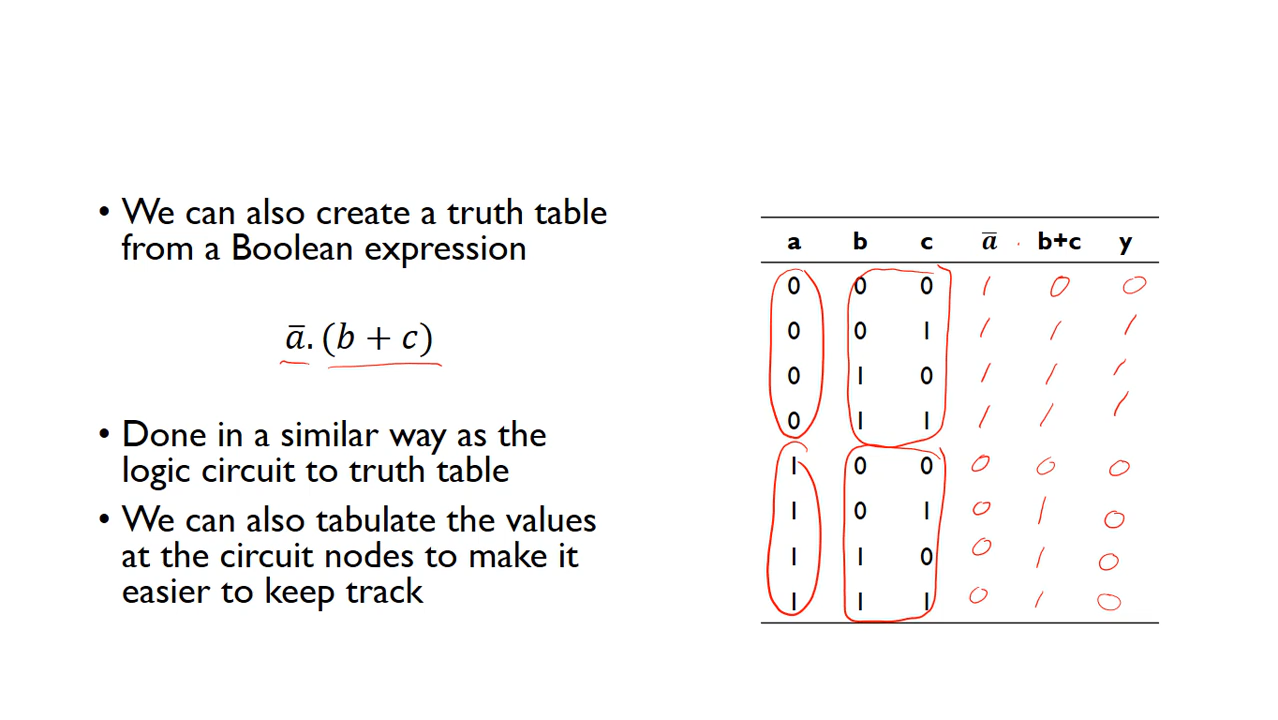 • We can also create a truth table
from a Boolean expression
a̅.(b + c)
• Done in a similar way as the
logic circuit to truth table
• We can also tabulate the values
at the circuit nodes to make it
easier to keep track
a b c a̅ b+c y
0 0 0 1 0 0
0 0 1 1 1 1
0 1 0 1 1 1
0 1 1 1 1 1
1 0 0 0 0 0
1 0 1 0 1 0
1 1 0 0 1 0
1 1 1 0 1 0